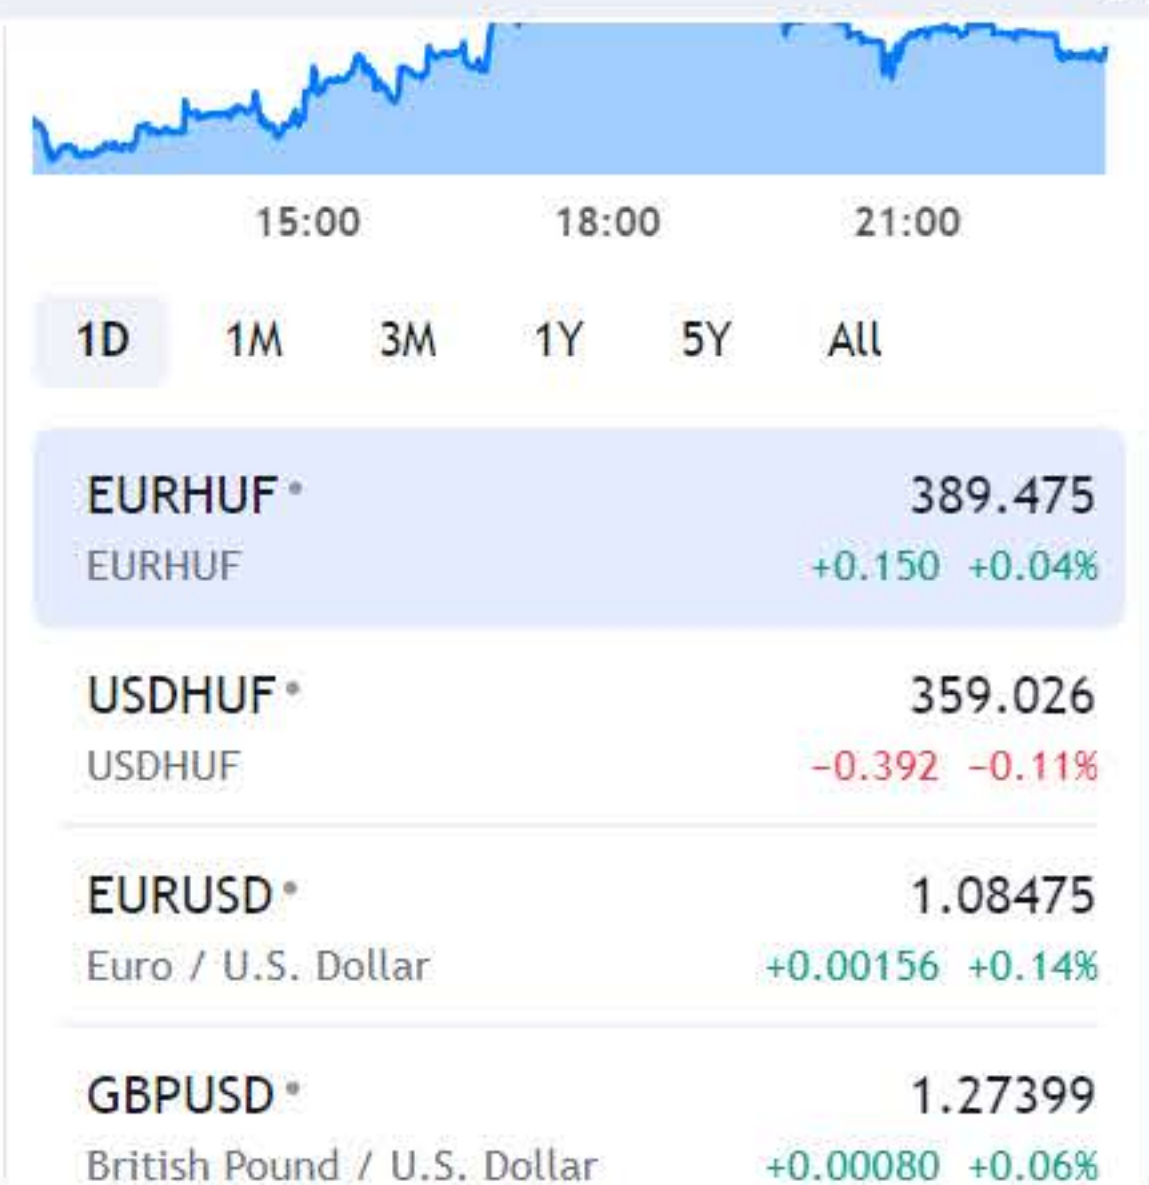 15:00 18:00 21:00
1D 1M 3M 1Y 5Y All
EURHUF 389.475
EURHUF +0.150 +0.04%
USDHUF 359.026
USDHUF −0.392 −0.11%
EURUSD 1.08475
Euro / U.S. Dollar +0.00156 +0.14%
GBPUSD 1.27399
British Pound / U.S. Dollar +0.00080 +0.06%